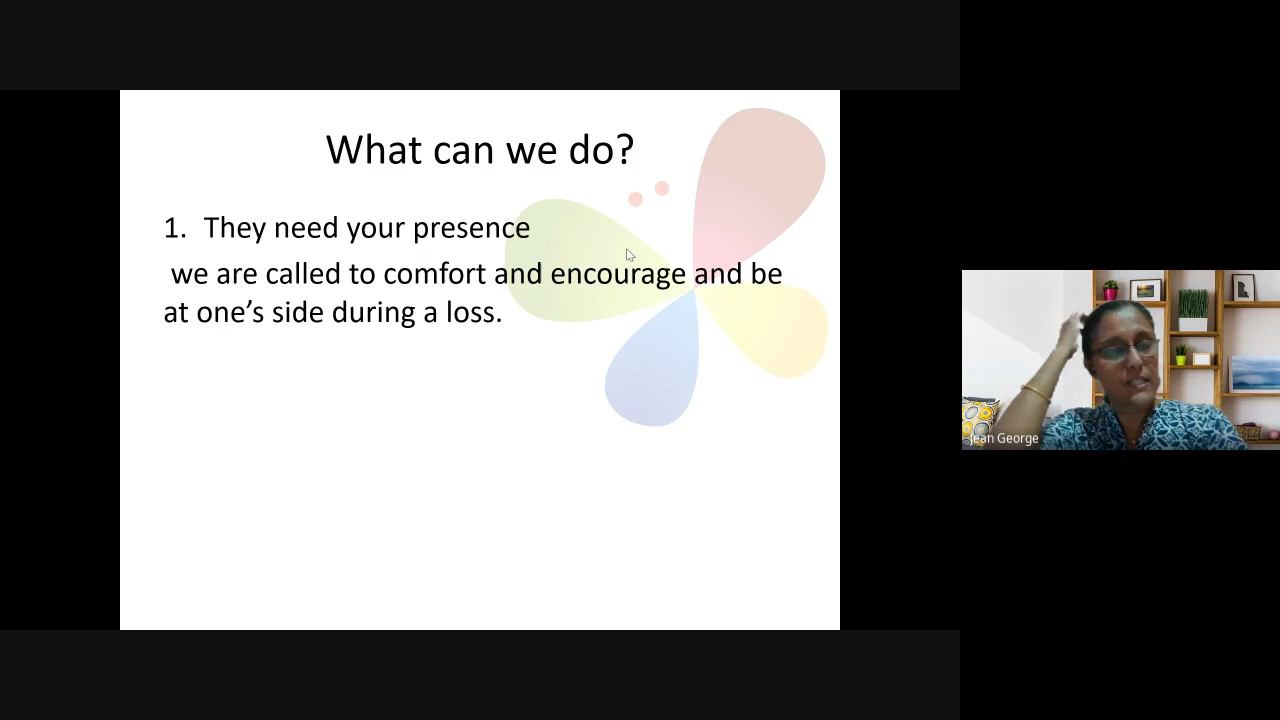 What can we do?
1. They need your presence
we are called to comfort and encourage and be
at one’s side during a loss.
Jean George